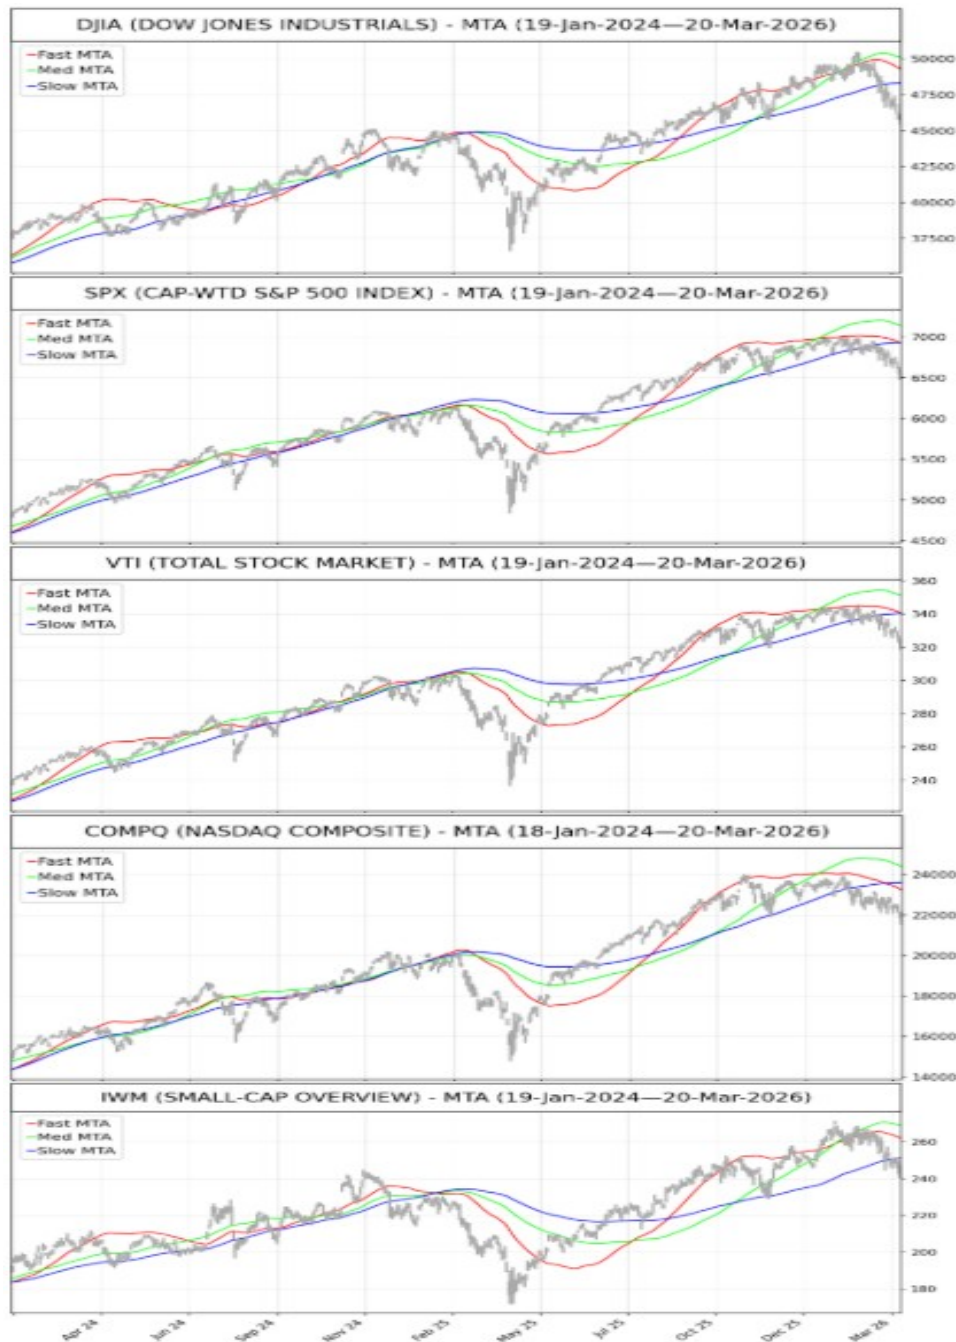 DJIA (DOW JONES INDUSTRIALS) - MTA (19-Jan-2024—20-Mar-2026)
Fast MTA
Med MTA
Slow MTA
50000
47500
45000
42500
40000
37500
SPX (CAP-WTD S&P 500 INDEX) - MTA (19-Jan-2024—20-Mar-2026)
Fast MTA
Med MTA
Slow MTA
7000
6500
6000
5500
5000
4500
VTI (TOTAL STOCK MARKET) - MTA (19-Jan-2024—20-Mar-2026)
Fast MTA
Med MTA
Slow MTA
360
340
320
300
280
260
240
COMPQ (NASDAQ COMPOSITE) - MTA (18-Jan-2024—20-Mar-2026)
Fast MTA
Med MTA
Slow MTA
24000
22000
20000
18000
16000
14000
IWM (SMALL-CAP OVERVIEW) - MTA (19-Jan-2024—20-Mar-2026)
Fast MTA
Med MTA
Slow MTA
260
240
220
200
180
Apr 24
Jun 24
Sep 24
Nov 24
Feb 25
May 25
Jul 25
Oct 25
Dec 25
Mar 26